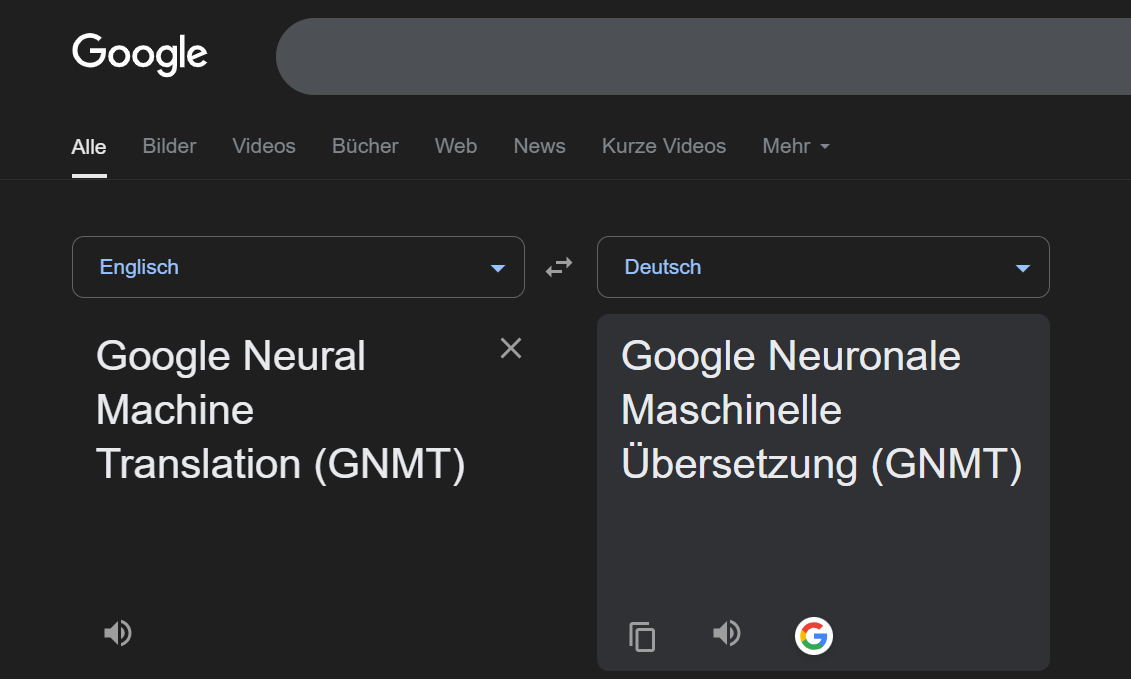 Google
Alle Bilder Videos Bücher Web News Kurze Videos Mehr
Englisch
Deutsch
Google Neural
Machine
Translation (GNMT)
Google Neuronale
Maschinelle
Übersetzung (GNMT)